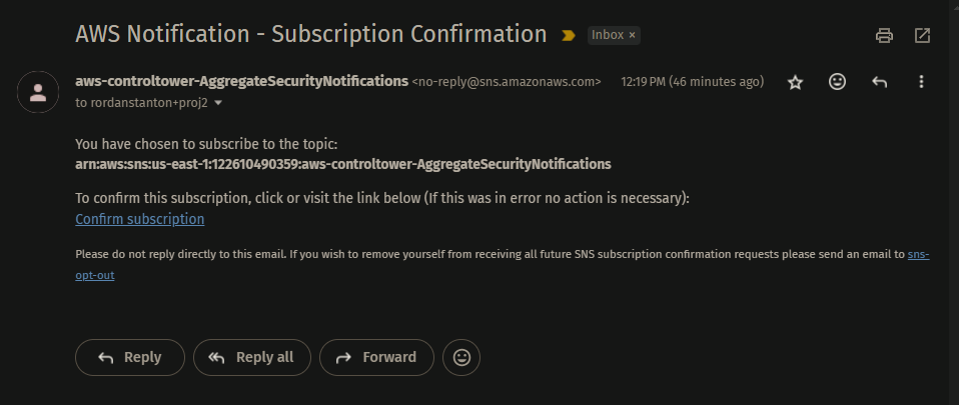 AWS Notification - Subscription Confirmation Inbox ×
aws-controltower-AggregateSecurityNotifications <no-reply@sns.amazonaws.com> 12:19 PM (46 minutes ago)
to rordanstanton+proj2
You have chosen to subscribe to the topic:
arn:aws:sns:us-east-1:122610490359:aws-controltower-AggregateSecurityNotifications
To confirm this subscription, click or visit the link below (If this was in error no action is necessary):
Confirm subscription
Please do not reply directly to this email. If you wish to remove yourself from receiving all future SNS subscription confirmation requests please send an email to sns-
opt-out
Reply Reply all Forward